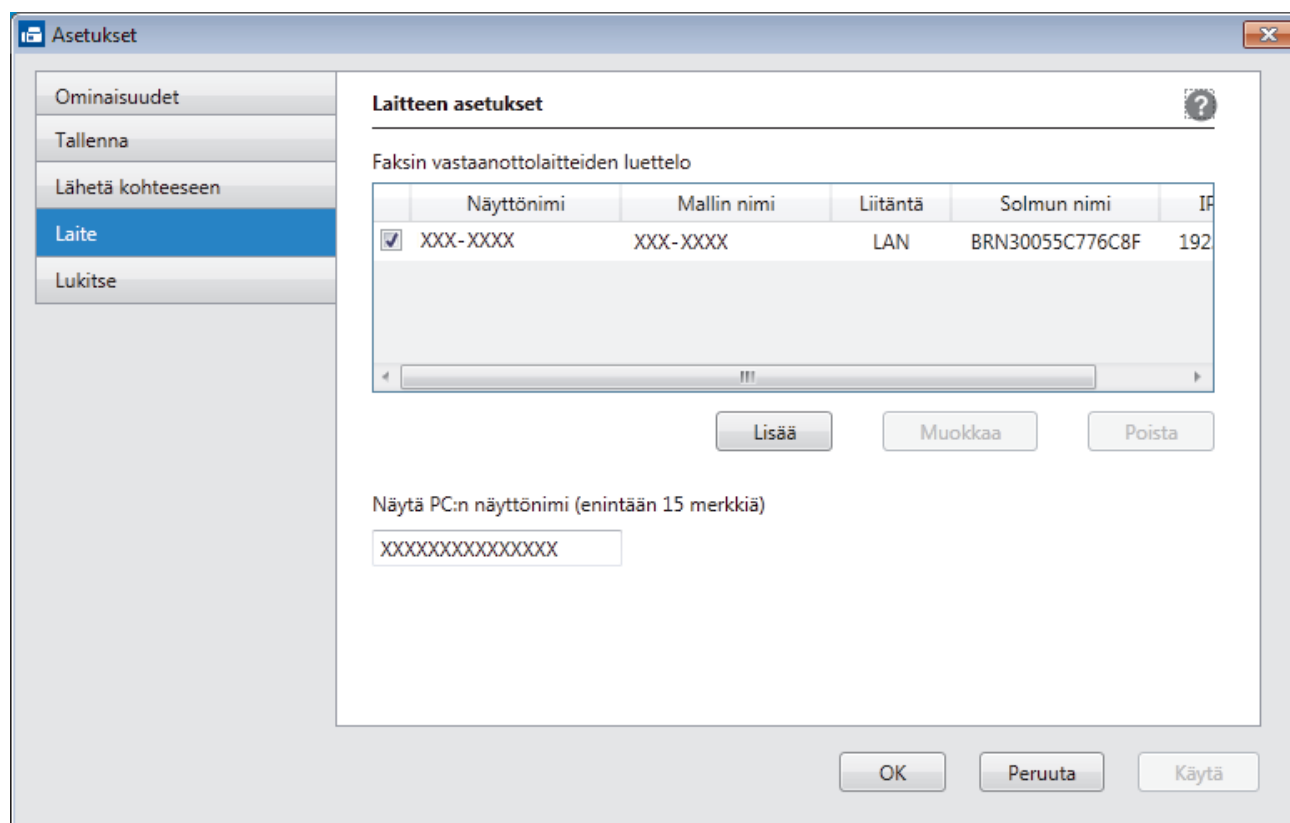 Asetukset
Ominaisuudet
Tallenna
Lähetä kohteeseen
Laite
Lukitse
Laitteen asetukset
?
Faksin vastaanottolaitteiden luettelo
Näyttönimi Mallin nimi Liitäntä Solmun nimi IP
XXX-XXXX XXX-XXXX LAN BRN30055C776C8F 192.
Lisää Muokkaa Poista
Näytä PC:n näyttönimi (enintään 15 merkkiä)
XXXXXXXXXXXXXXX
OK Peruuta Käytä